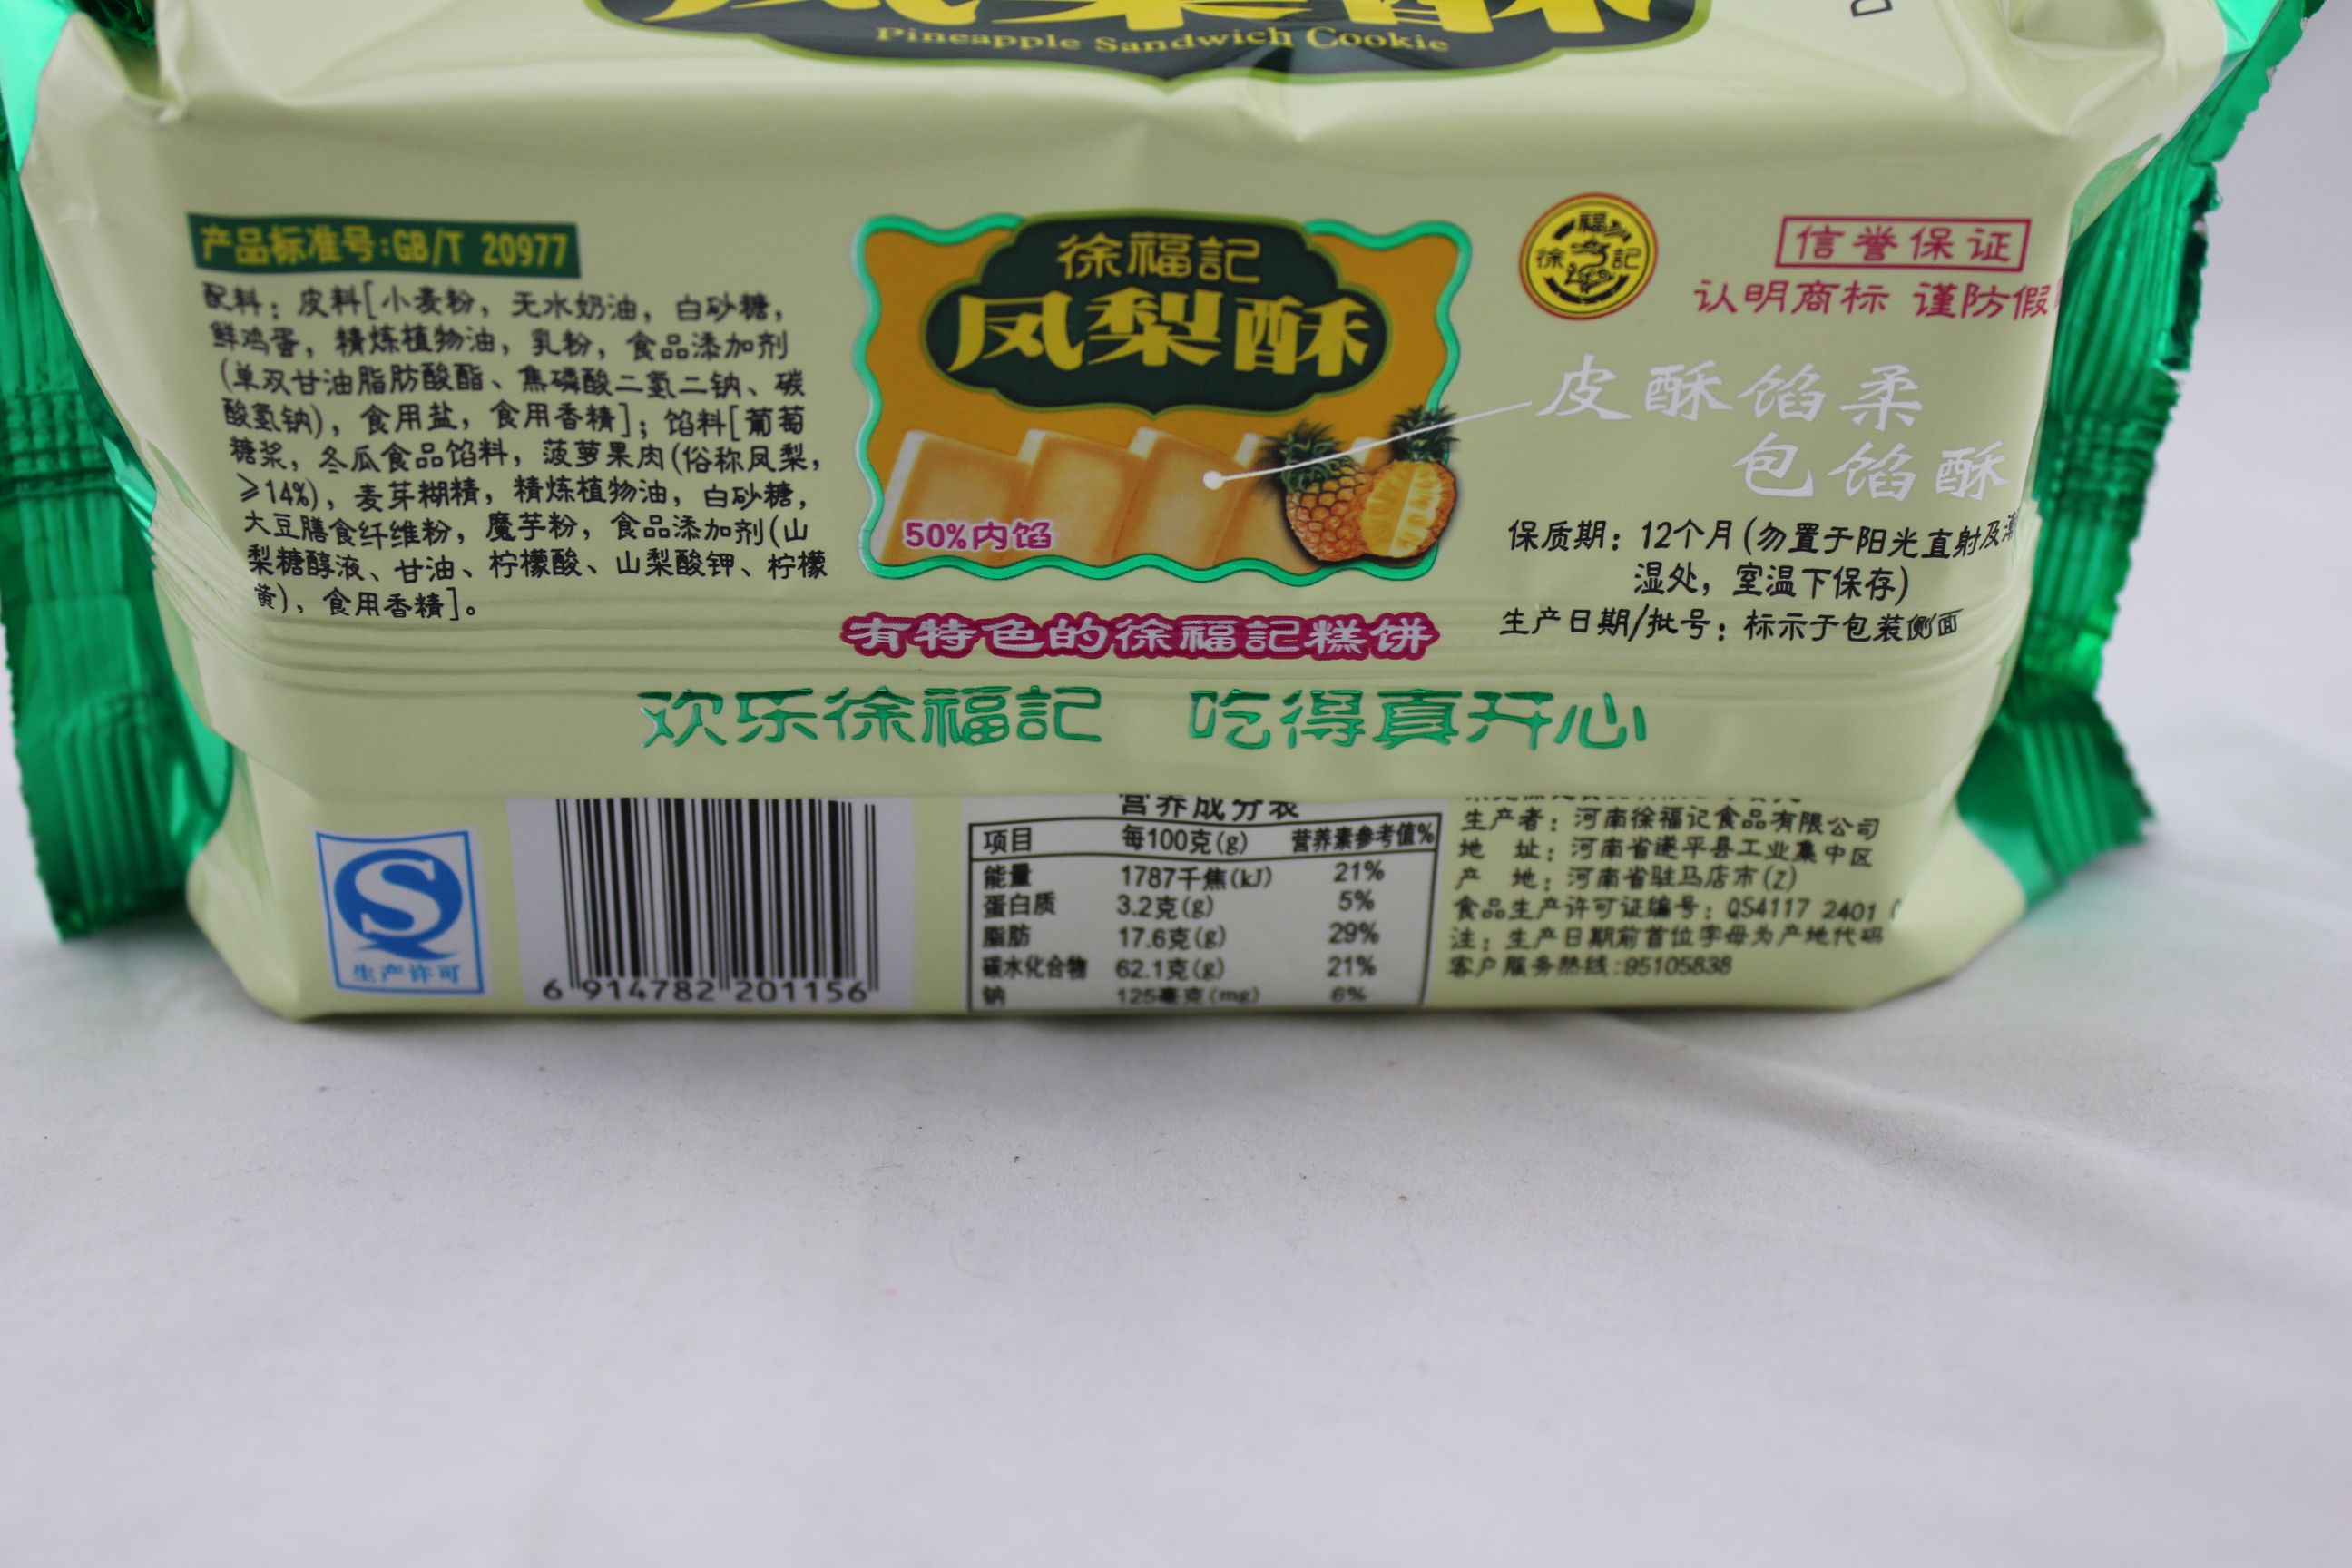 凤梨酥
Pineapple Sandwich Cookie
产品标准号:GB/T 20977
配料：皮料[小麦粉，无水奶油，白砂糖，
鲜鸡蛋，精炼植物油，乳粉，食品添加剂
(单双甘油脂肪酸酯、焦磷酸二氢二钠、碳
酸氢钠)，食用盐，食用香精]；馅料[葡萄
糖浆，冬瓜食品馅料，菠萝果肉(俗称凤梨，
≥14%)，麦芽糊精，精炼植物油，白砂糖，
大豆膳食纤维粉，魔芋粉，食品添加剂(山
梨糖醇液、甘油、柠檬酸、山梨酸钾、柠檬
黄)，食用香精]。
徐福記
凤梨酥
50%内馅
福
徐 記
信誉保证
认明商标 谨防假
皮酥馅柔
包馅酥
保质期：12个月(勿置于阳光直射及潮
湿处，室温下保存)
生产日期/批号：标示于包装侧面
有特色的徐福記糕饼
欢乐徐福記 吃得真开心
生产许可
6 914782 201156
营养成分表
项目 每100克(g) 营养素参考值%
能量 1787千焦(kJ) 21%
蛋白质 3.2克(g) 5%
脂肪 17.6克(g) 29%
碳水化合物 62.1克(g) 21%
钠 125毫克(mg) 6%
生产者：河南徐福记食品有限公司
地 址：河南省遂平县工业集中区
产 地：河南省驻马店市(Z)
食品生产许可证编号：QS4117 2401
注：生产日期前首位字母为产地代码
客户服务热线:95105838